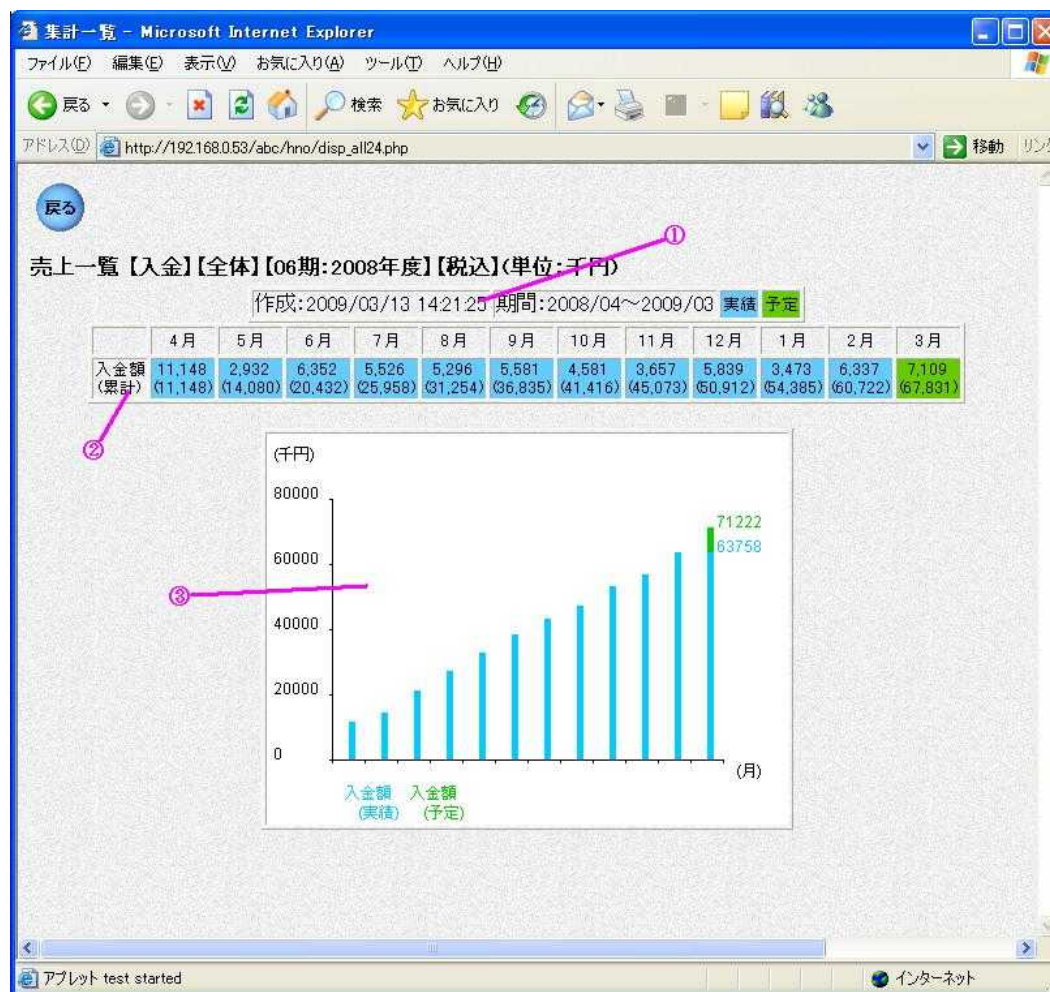 集計一覧 - Microsoft Internet Explorer
ファイル(F) 編集(E) 表示(V) お気に入り(A) ツール(T) ヘルプ(H)
戻る 検索 お気に入り
アドレス(D) http://192.168.0.53/abc/hno/disp_all24.php 移動 リンク
戻る
①
売上一覧【入金】【全体】【06期:2008年度】【税込】(単位:千円)
作成:2009/03/13 14:21:25 期間:2008/04～2009/03 実績 予定
4月 5月 6月 7月 8月 9月 10月 11月 12月 1月 2月 3月
入金額 11,148 2,932 6,352 5,526 5,296 5,581 4,581 3,657 5,839 3,473 6,337 7,109
(累計) (11,148) (14,080) (20,432) (25,958) (31,254) (36,835) (41,416) (45,073) (50,912) (54,385) (60,722) (67,831)
②
(千円)
80000
71222
63758
60000
③
40000
20000
0
(月)
入金額 入金額
(実績) (予定)
アプレット test started インターネット